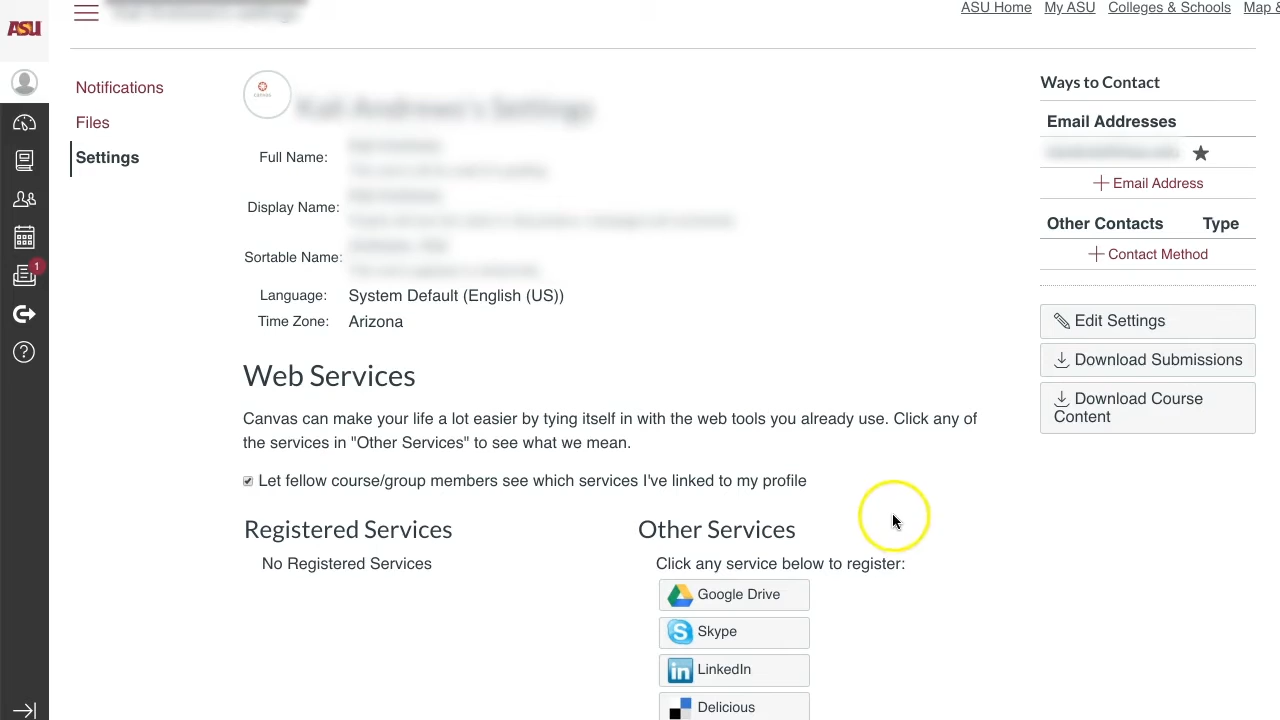 ASU Home My ASU Colleges & Schools Map &
ASU
Notifications
Files
Settings
canvas
Full Name:
Display Name:
Sortable Name:
Language: System Default (English (US))
Time Zone: Arizona
Web Services
Canvas can make your life a lot easier by tying itself in with the web tools you already use. Click any of
the services in "Other Services" to see what we mean.
Let fellow course/group members see which services I've linked to my profile
Registered Services
No Registered Services
Other Services
Click any service below to register:
Google Drive
Skype
LinkedIn
Delicious
Ways to Contact
Email Addresses
Email Address
Other Contacts Type
Contact Method
Edit Settings
Download Submissions
Download Course
Content
1